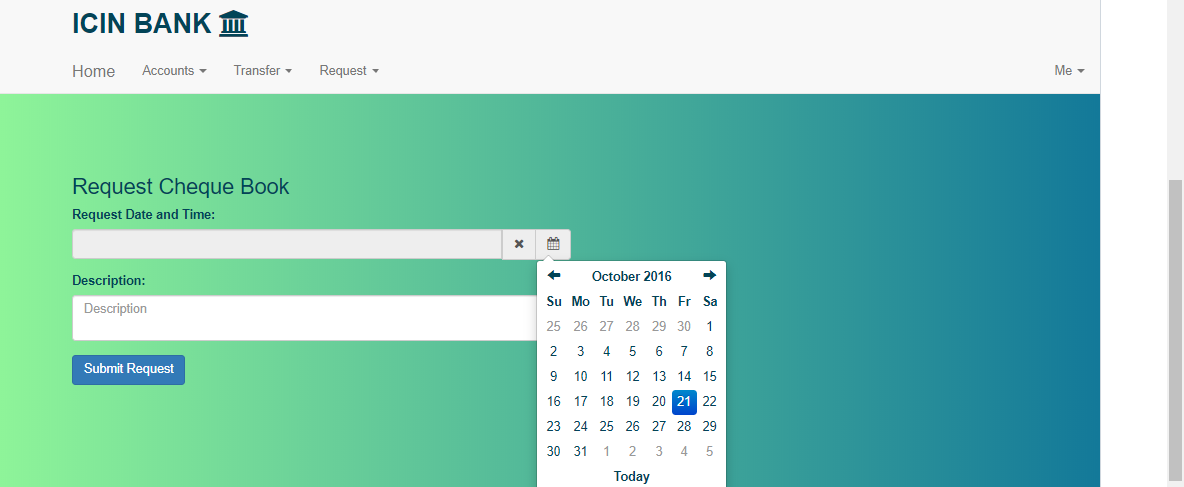 ICIN BANK
Home Accounts Transfer Request Me
Request Cheque Book
Request Date and Time:
Description:
Description
Submit Request
October 2016
Su Mo Tu We Th Fr Sa
25 26 27 28 29 30 1
2 3 4 5 6 7 8
9 10 11 12 13 14 15
16 17 18 19 20 21 22
23 24 25 26 27 28 29
30 31 1 2 3 4 5
Today